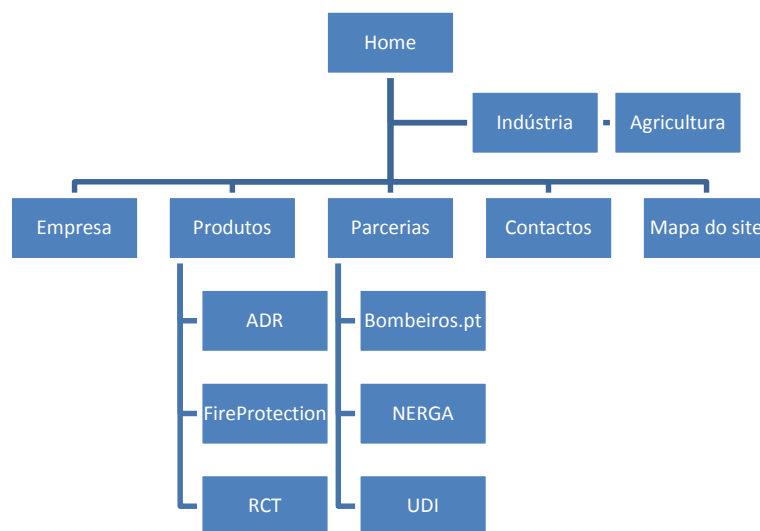 Home
Indústria
Agricultura
Empresa
Produtos
Parcerias
Contactos
Mapa do site
ADR
Bombeiros.pt
FireProtection
NERGA
RCT
UDI